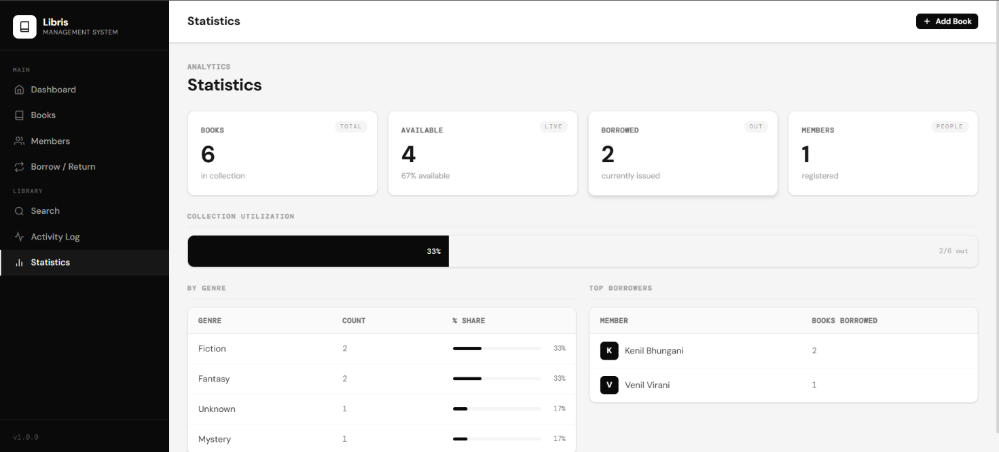 Libris
MANAGEMENT SYSTEM
MAIN
Dashboard
Books
Members
Borrow / Return
LIBRARY
Search
Activity Log
Statistics
v1.0.0
Statistics
+ Add Book
ANALYTICS
Statistics
BOOKS TOTAL
6
in collection
AVAILABLE LIVE
4
67% available
BORROWED OUT
2
currently issued
MEMBERS PEOPLE
1
registered
COLLECTION UTILIZATION
33% 2/6 out
BY GENRE
GENRE COUNT % SHARE
Fiction 2 33%
Fantasy 2 33%
Unknown 1 17%
Mystery 1 17%
TOP BORROWERS
MEMBER BOOKS BORROWED
K Kenil Bhungani 2
V Venil Virani 1